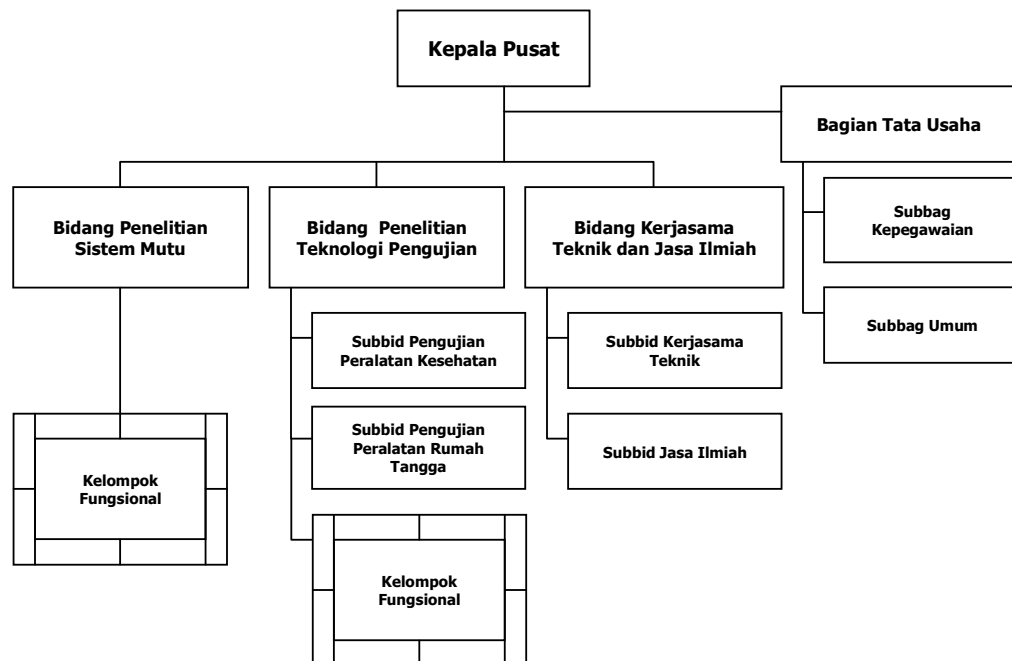 Kepala Pusat
Bagian Tata Usaha
Subbag
Kepegawaian
Subbag Umum
Bidang Penelitian
Sistem Mutu
Kelompok
Fungsional
Bidang Penelitian
Teknologi Pengujian
Subbid Pengujian
Peralatan Kesehatan
Subbid Pengujian
Peralatan Rumah
Tangga
Kelompok
Fungsional
Bidang Kerjasama
Teknik dan Jasa Ilmiah
Subbid Kerjasama
Teknik
Subbid Jasa Ilmiah